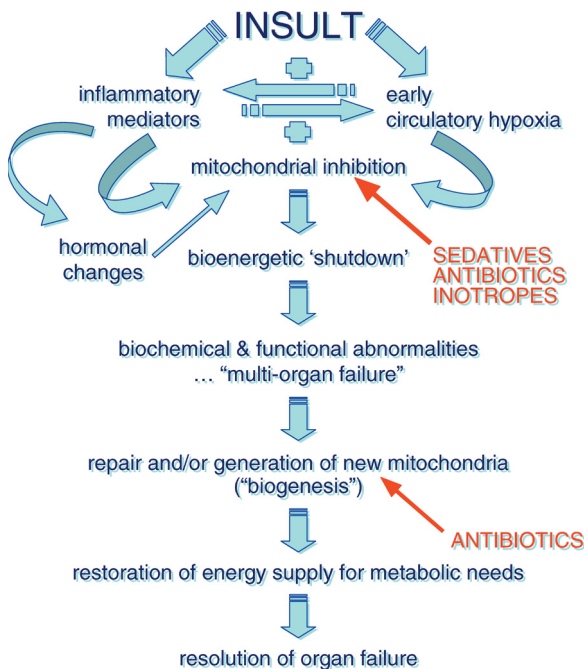 INSULT
inflammatory
mediators
early
circulatory hypoxia
mitochondrial inhibition
hormonal
changes
bioenergetic ‘shutdown’
SEDATIVES
ANTIBIOTICS
INOTROPES
biochemical & functional abnormalities
… “multi-organ failure”
repair and/or generation of new mitochondria
(“biogenesis”)
ANTIBIOTICS
restoration of energy supply for metabolic needs
resolution of organ failure